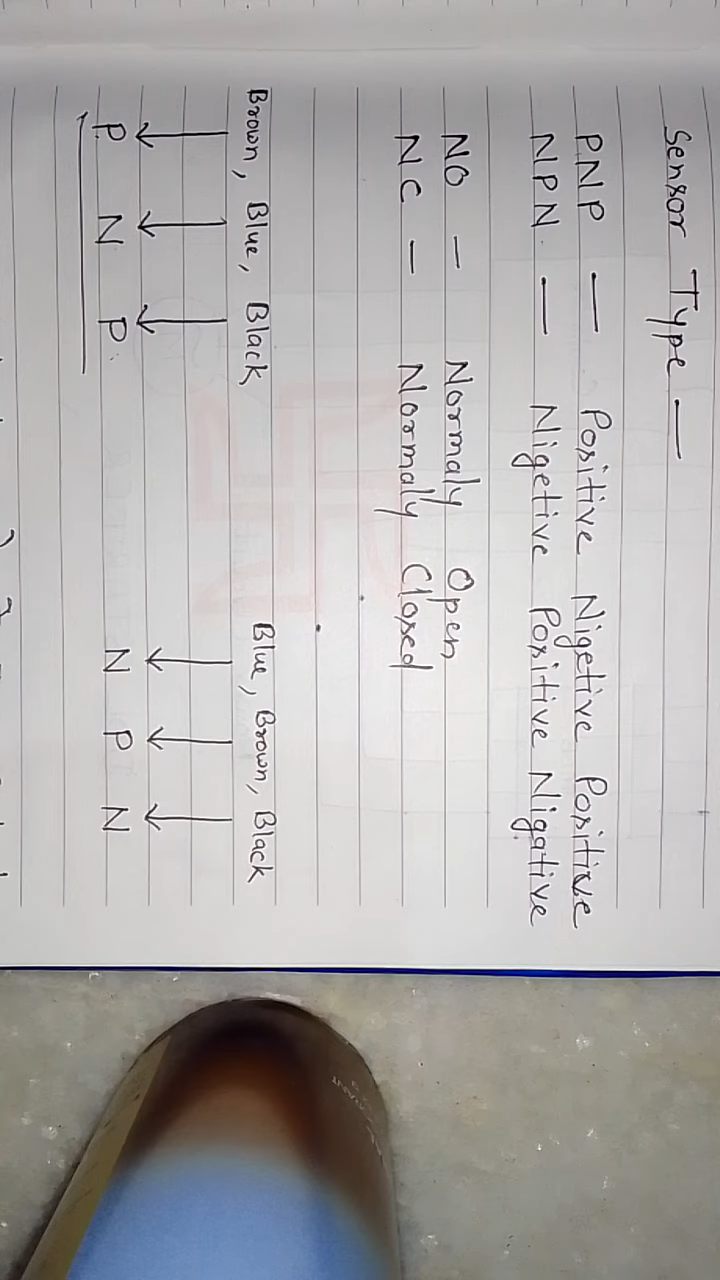 Sensor Type —
PNP — Positive Nigetive Positive
NPN. — Nigetive Positive Nigative
NO — Normaly Open
NC — Normaly Closed
Brown, Blue, Black    Blue, Brown, Black
P N P    N P N